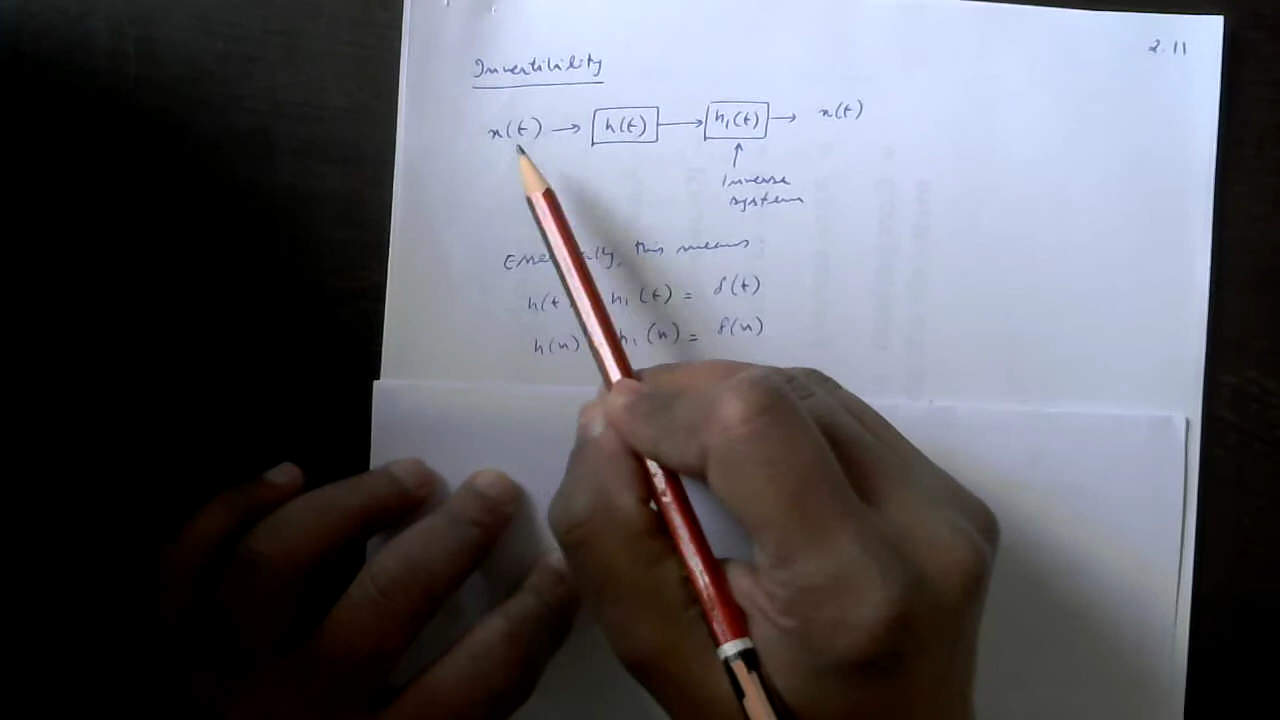 2.11
Invertibility
x(t) → h(t) → h₁(t) → x(t)
↑
Inverse
system
this means
h(t h₁(t) = δ(t)
h(n) h₁(n) = δ(n)